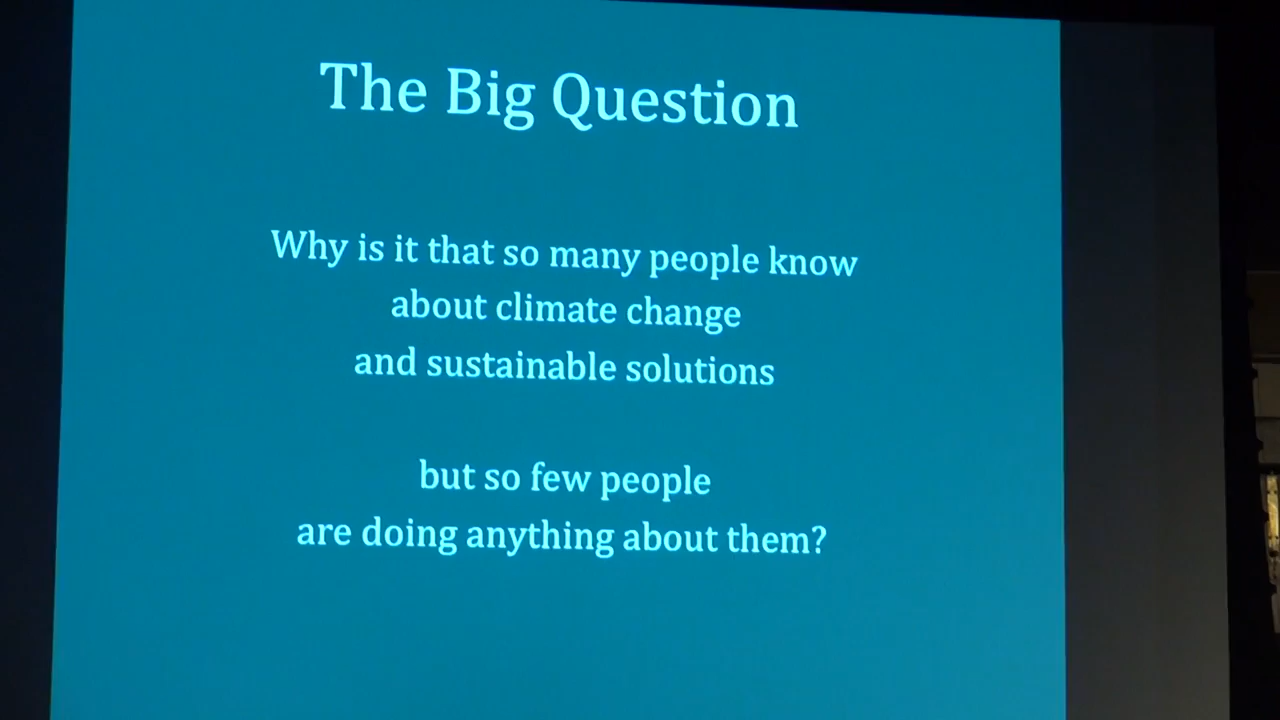 The Big Question
Why is it that so many people know
about climate change
and sustainable solutions
but so few people
are doing anything about them?